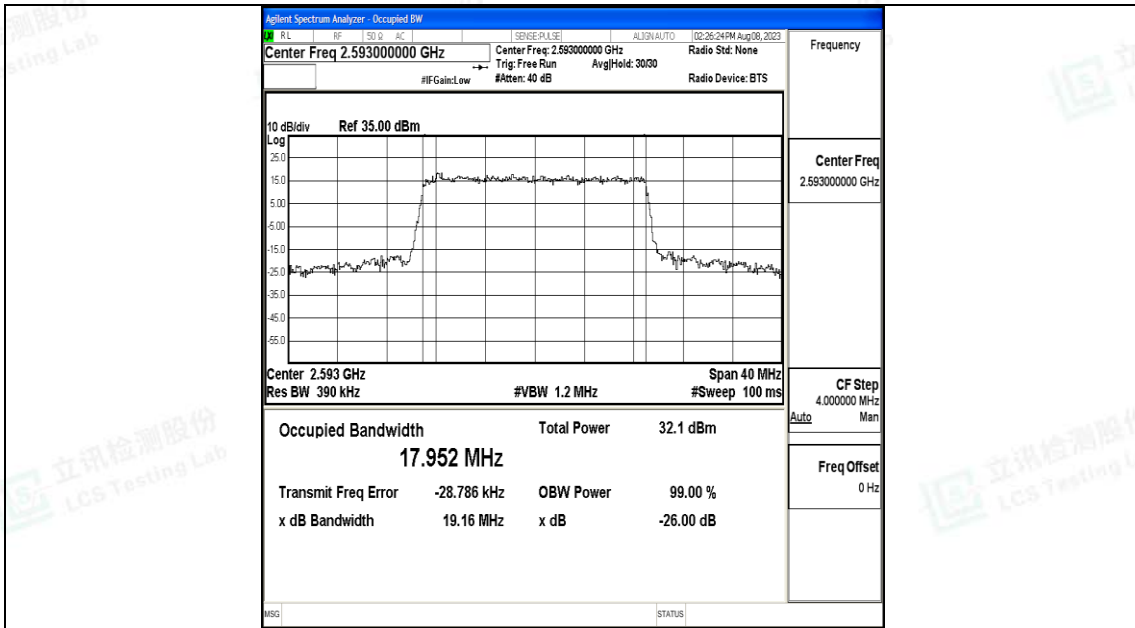 Agilent Spectrum Analyzer - Occupied BW
RL RF 50 Ω AC SENSE:PULSE ALIGN AUTO 02:26:24 PM Aug 08, 2023
Center Freq 2.593000000 GHz
Center Freq: 2.593000000 GHz
Radio Std: None
Trig: Free Run Avg|Hold: 30/30
#IFGain:Low
#Atten: 40 dB
Radio Device: BTS
10 dB/div Ref 35.00 dBm
Log
25.0
15.0
5.00
-5.00
-15.0
-25.0
-35.0
-45.0
-55.0
Center 2.593 GHz Span 40 MHz
Res BW 390 kHz #VBW 1.2 MHz #Sweep 100 ms
Occupied Bandwidth Total Power 32.1 dBm
17.952 MHz
Transmit Freq Error -28.786 kHz OBW Power 99.00 %
x dB Bandwidth 19.16 MHz x dB -26.00 dB
MSG STATUS
Frequency
Center Freq
2.593000000 GHz
CF Step
4.000000 MHz
Auto Man
Freq Offset
0 Hz
立讯检测股份
LCS Testing Lab